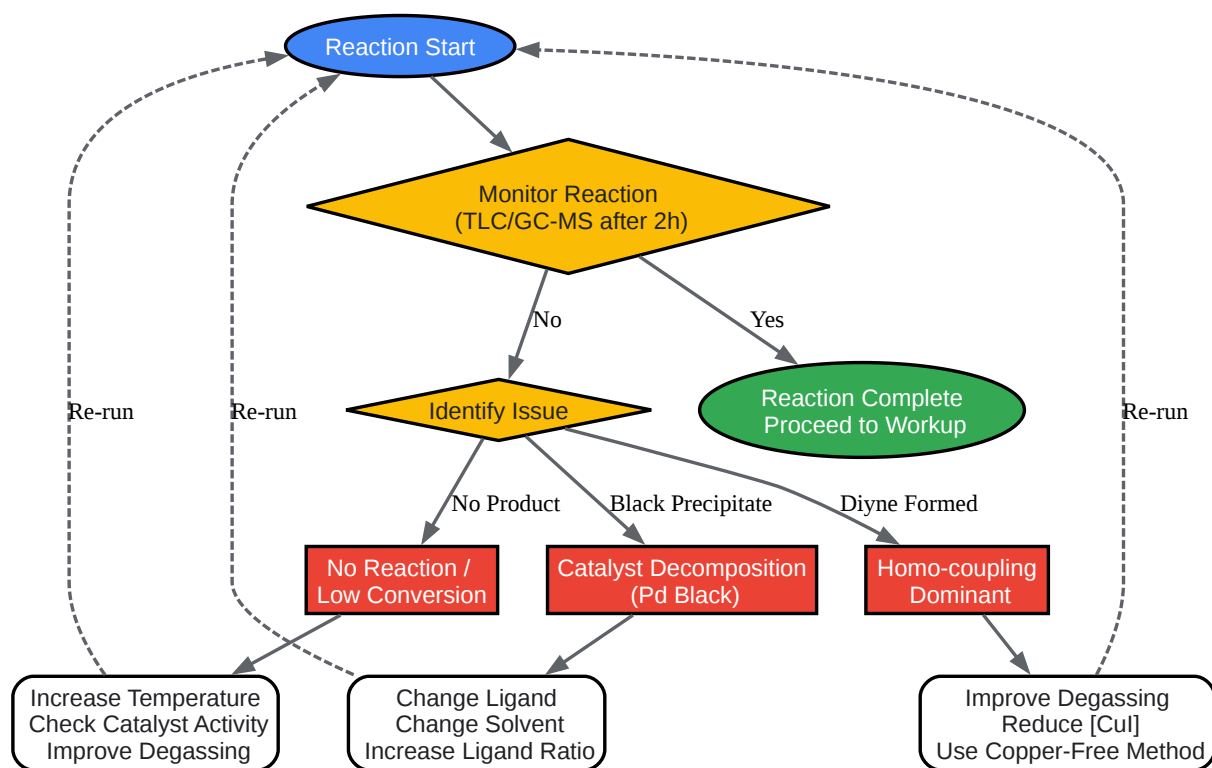 Reaction Start
Monitor Reaction
(TLC/GC-MS after 2h)
No
Yes
Identify Issue
Reaction Complete
Proceed to Workup
Re-run
Re-run
Re-run
No Product
Black Precipitate
Diyne Formed
No Reaction /
Low Conversion
Catalyst Decomposition
(Pd Black)
Homo-coupling
Dominant
Increase Temperature
Check Catalyst Activity
Improve Degassing
Change Ligand
Change Solvent
Increase Ligand Ratio
Improve Degassing
Reduce [CuI]
Use Copper-Free Method